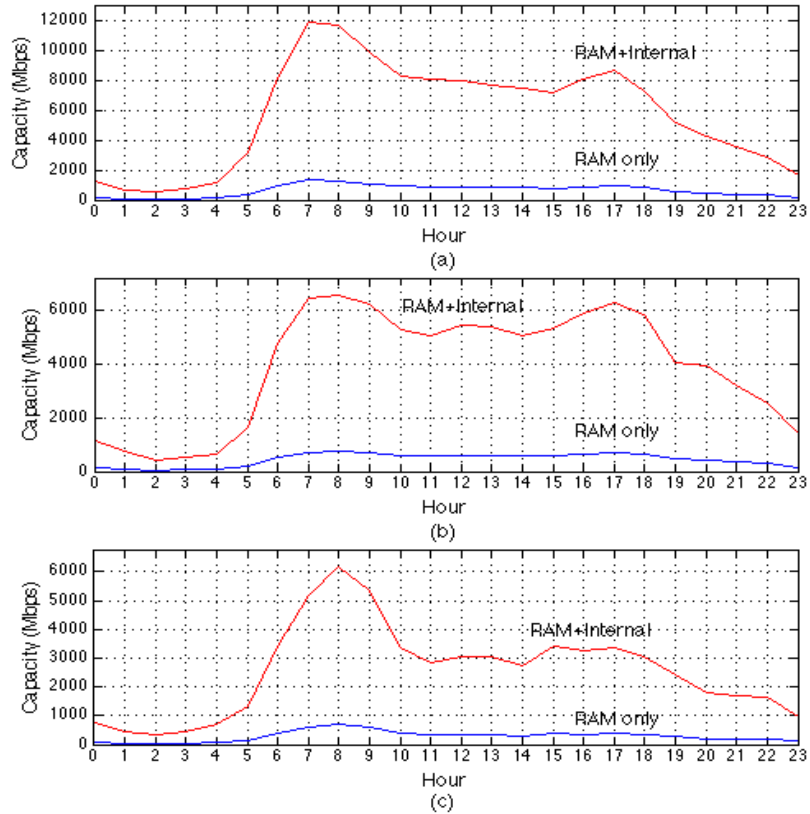 12000
10000
8000
6000
4000
2000
0
Capacity (Mbps)
RAM+Internal
RAM only
0 1 2 3 4 5 6 7 8 9 10 11 12 13 14 15 16 17 18 19 20 21 22 23
Hour
(a)
6000
4000
2000
0
Capacity (Mbps)
RAM+Internal
RAM only
0 1 2 3 4 5 6 7 8 9 10 11 12 13 14 15 16 17 18 19 20 21 22 23
Hour
(b)
6000
5000
4000
3000
2000
1000
0
Capacity (Mbps)
RAM+Internal
RAM only
0 1 2 3 4 5 6 7 8 9 10 11 12 13 14 15 16 17 18 19 20 21 22 23
Hour
(c)